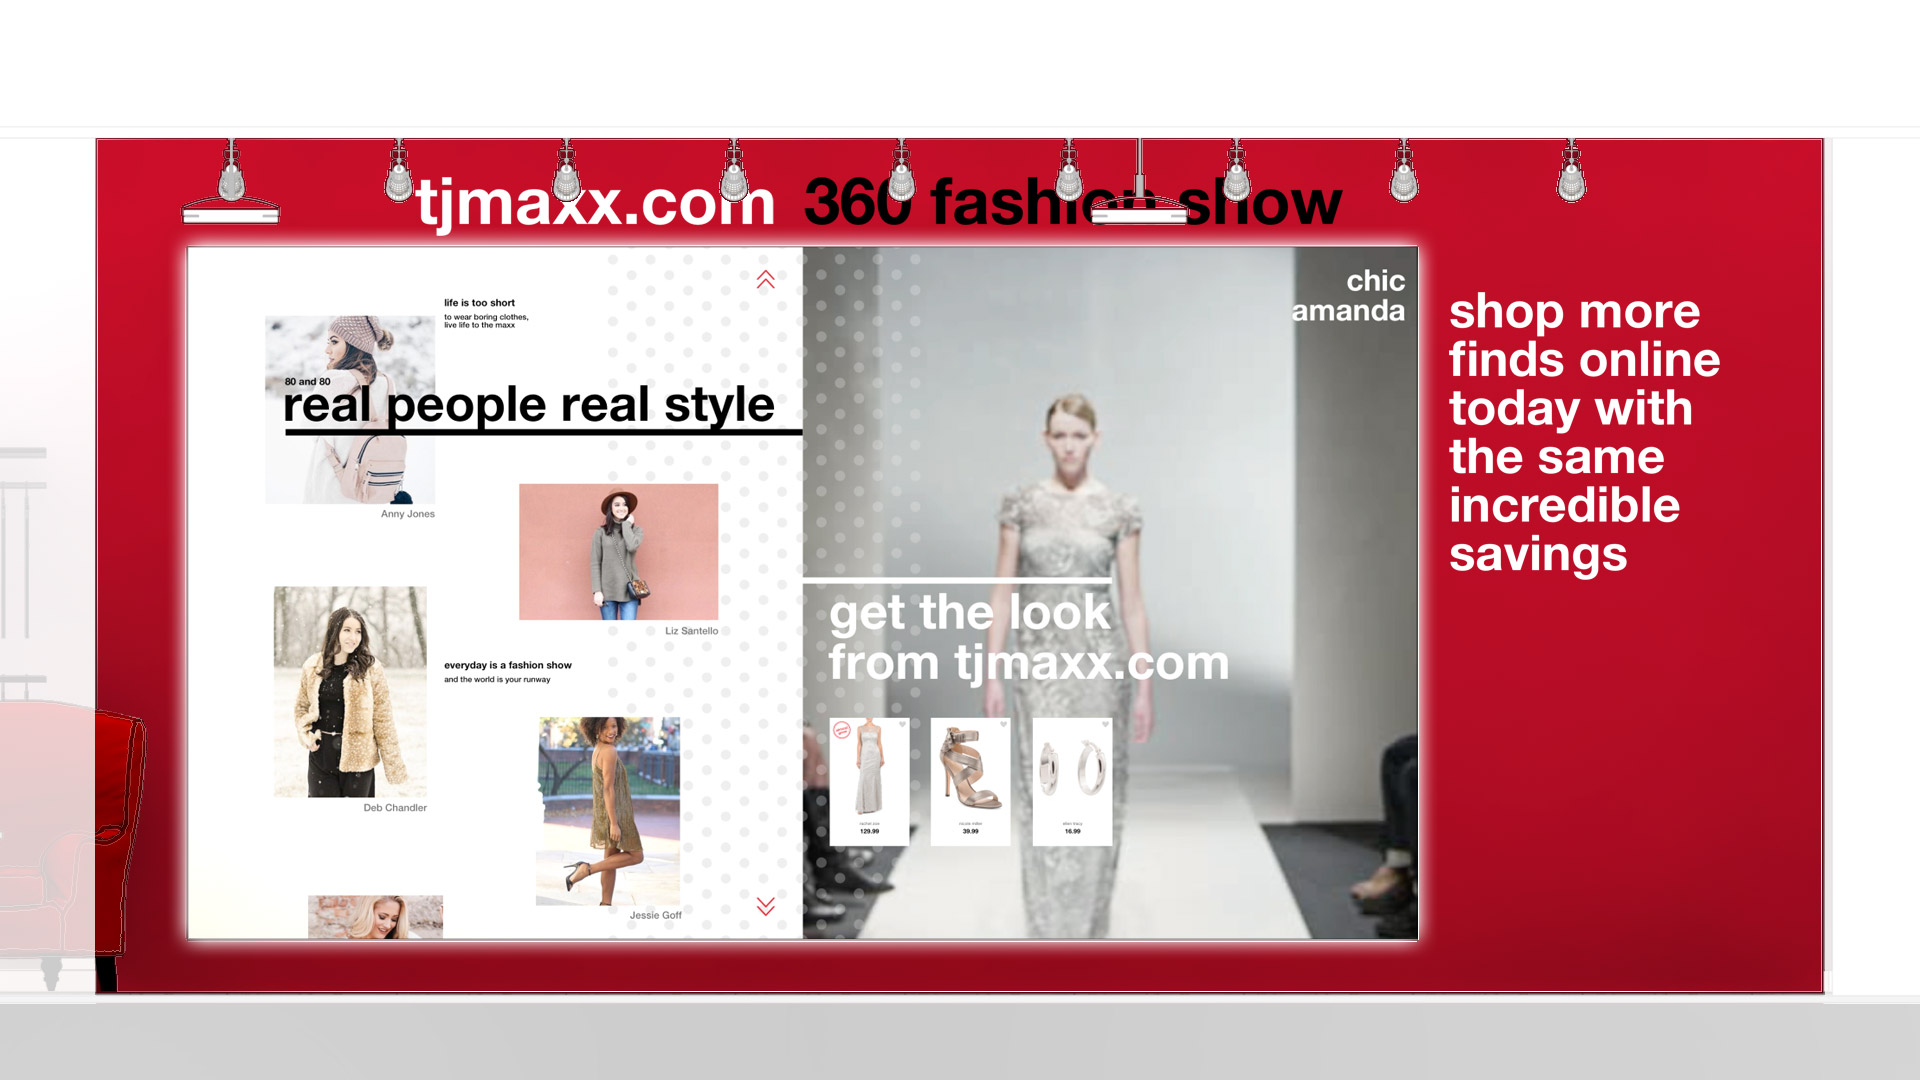 tjmaxx.com 360 fashion show
life is too short
to wear boring clothes,
live life to the maxx
80 and 80
real people real style
Anny Jones
Liz Santello
Deb Chandler
everyday is a fashion show
and the world is your runway
Jessie Goff
chic
amanda
get the look
from tjmaxx.com
129.99
39.99
16.99
shop more
finds online
today with
the same
incredible
savings